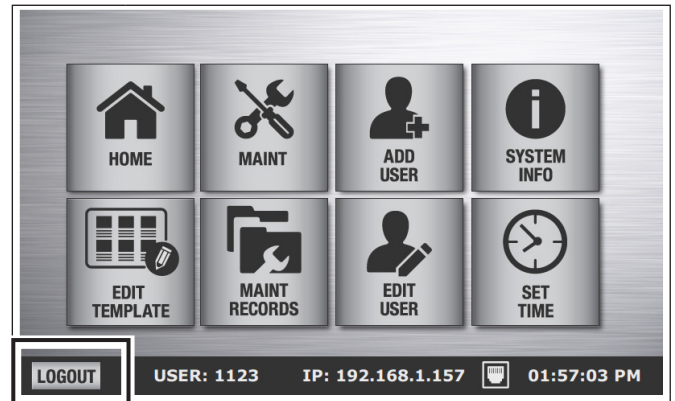 HOME
MAINT
ADD
USER
SYSTEM
INFO
EDIT
TEMPLATE
MAINT
RECORDS
EDIT
USER
SET
TIME
LOGOUT USER: 1123 IP: 192.168.1.157 01:57:03 PM